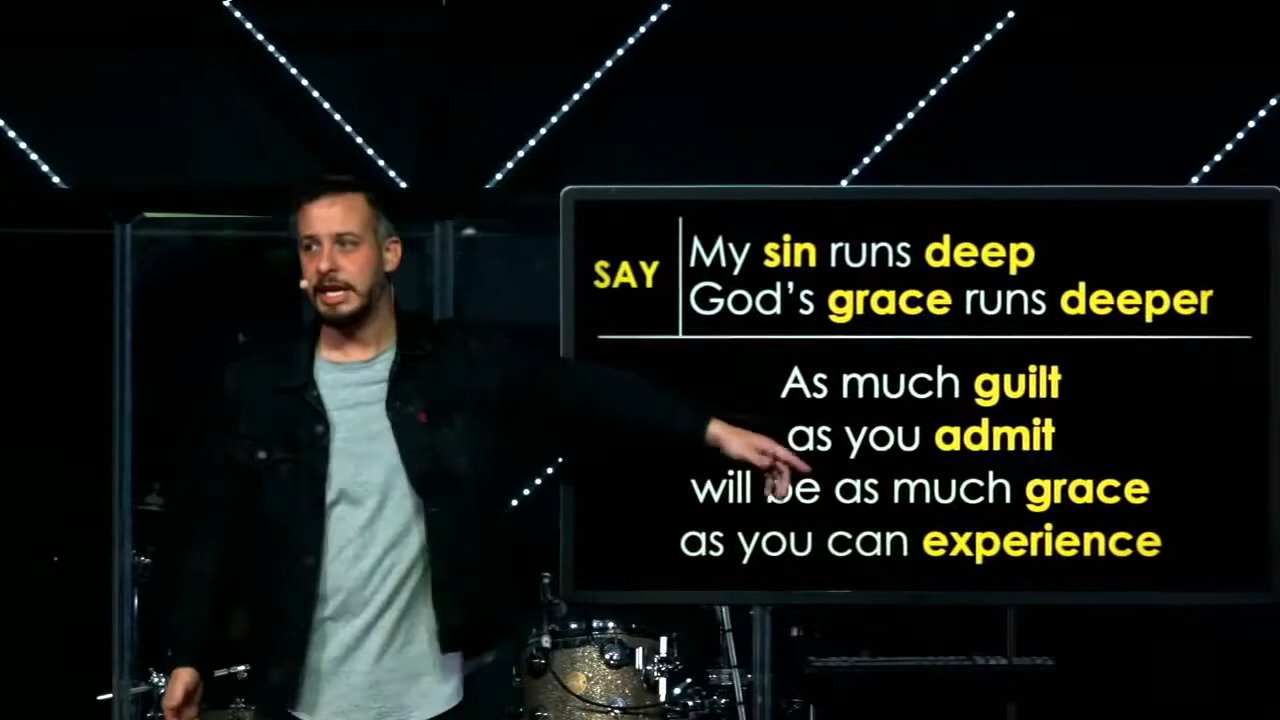 SAY
My sin runs deep
God's grace runs deeper
As much guilt
as you admit
will be as much grace
as you can experience